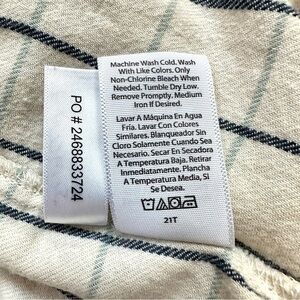 PO # 2468833724
Machine Wash Cold. Wash
With Like Colors. Only
Non-Chlorine Bleach When
Needed. Tumble Dry Low.
Remove Promptly. Medium
Iron If Desired.
Lavar A Máquina En Agua
Fria. Lavar Con Colores
Similares. Blanqueador Sin
Cloro Solamente Cuando Sea
Necesario. Secar En Secadora
A Temperatura Baja. Retirar
Inmediatamente. Plancha
A Temperatura Media, Si
Se Desea.
21T